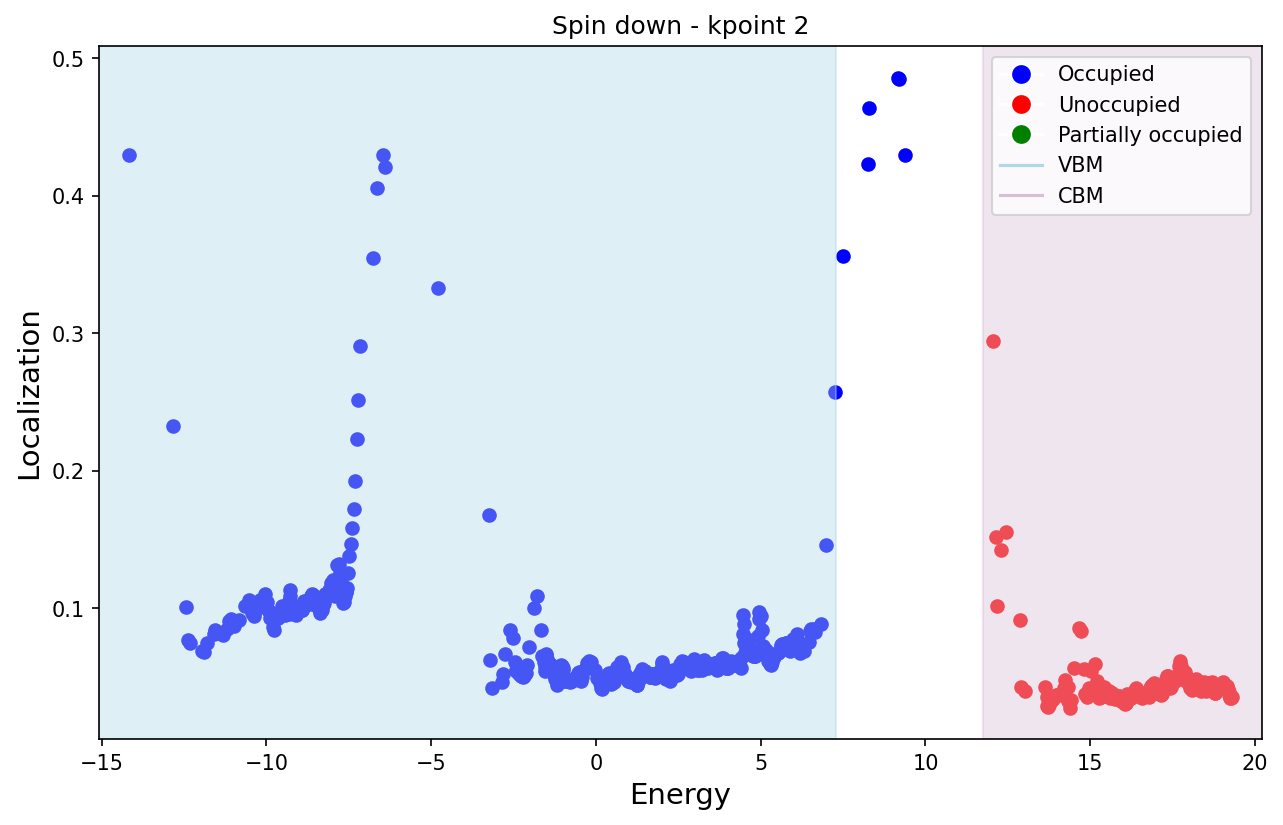 Spin down - kpoint 2
Localization
0.5
0.4
0.3
0.2
0.1
Occupied
Unoccupied
Partially occupied
VBM
CBM
−15
−10
−5
0
5
10
15
20
Energy